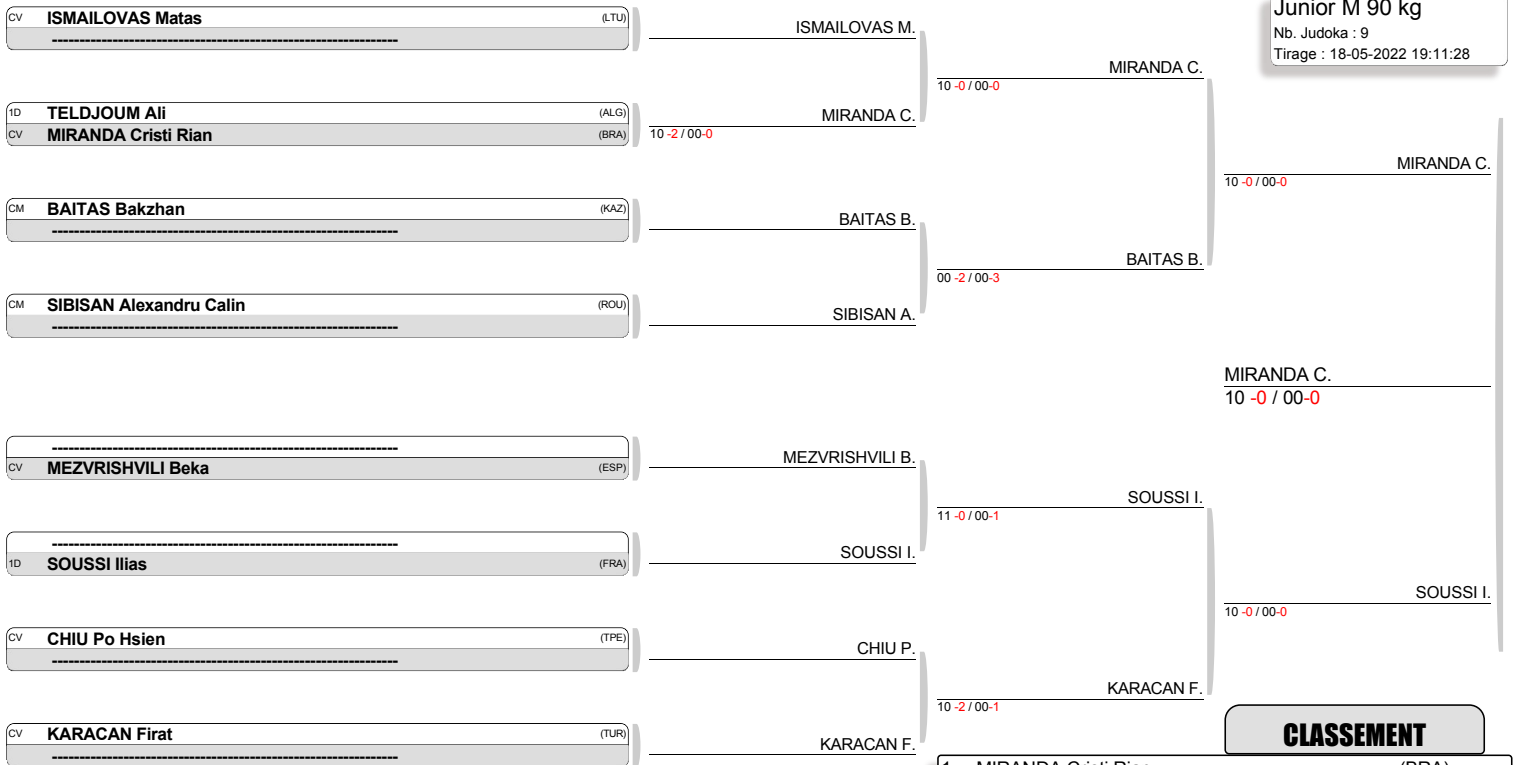 Junior M 90 kg
Nb. Judoka : 9
Tirage : 18-05-2022 19:11:28
CV ISMAILOVAS Matas (LTU)
------------------------------------------------------------------
1D TELDJOUM Ali (ALG)
CV MIRANDA Cristi Rian (BRA)
CM BAITAS Bakzhan (KAZ)
------------------------------------------------------------------
CM SIBISAN Alexandru Calin (ROU)
------------------------------------------------------------------
------------------------------------------------------------------
CV MEZVRISHVILI Beka (ESP)
------------------------------------------------------------------
1D SOUSSI Ilias (FRA)
CV CHIU Po Hsien (TPE)
------------------------------------------------------------------
CV KARACAN Firat (TUR)
------------------------------------------------------------------
ISMAILOVAS M.
MIRANDA C.
10 -2 / 00-0
BAITAS B.
SIBISAN A.
MEZVRISHVILI B.
SOUSSI I.
CHIU P.
KARACAN F.
MIRANDA C.
10 -0 / 00-0
BAITAS B.
00 -2 / 00-3
SOUSSI I.
11 -0 / 00-1
KARACAN F.
10 -2 / 00-1
MIRANDA C.
10 -0 / 00-0
MIRANDA C.
10 -0 / 00-0
SOUSSI I.
10 -0 / 00-0
CLASSEMENT
1 MIRANDA Cristi Rian (BRA)